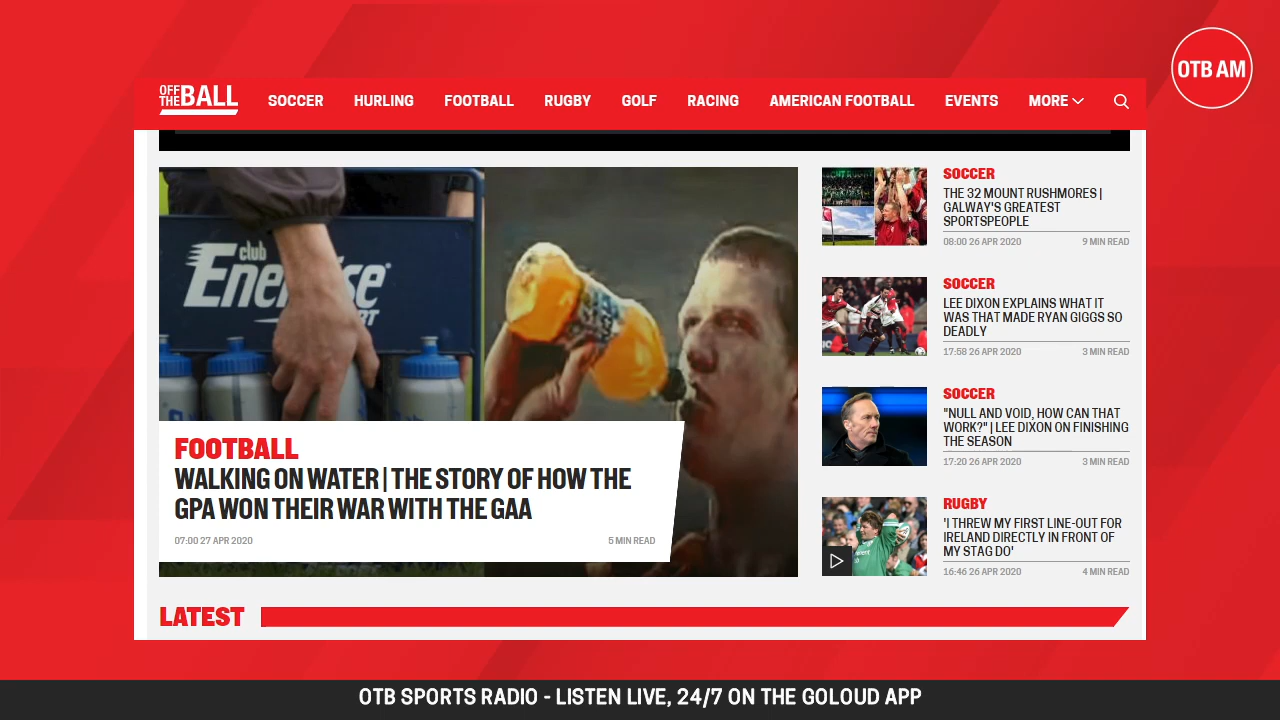 OTB AM
OFF THE BALL
SOCCER HURLING FOOTBALL RUGBY GOLF RACING AMERICAN FOOTBALL EVENTS MORE
club
Energise
SPORT
FOOTBALL
WALKING ON WATER | THE STORY OF HOW THE
GPA WON THEIR WAR WITH THE GAA
07:00 27 APR 2020 5 MIN READ
SOCCER
THE 32 MOUNT RUSHMORES |
GALWAY'S GREATEST
SPORTSPEOPLE
08:00 26 APR 2020 9 MIN READ
SOCCER
LEE DIXON EXPLAINS WHAT IT
WAS THAT MADE RYAN GIGGS SO
DEADLY
17:58 26 APR 2020 3 MIN READ
SOCCER
"NULL AND VOID, HOW CAN THAT
WORK?" | LEE DIXON ON FINISHING
THE SEASON
17:20 26 APR 2020 3 MIN READ
RUGBY
'I THREW MY FIRST LINE-OUT FOR
IRELAND DIRECTLY IN FRONT OF
MY STAG DO'
16:46 26 APR 2020 4 MIN READ
LATEST
OTB SPORTS RADIO - LISTEN LIVE, 24/7 ON THE GOLOUD APP